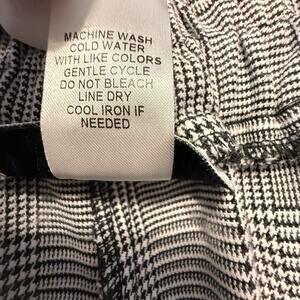 MACHINE WASH
COLD WATER
WITH LIKE COLORS
GENTLE CYCLE
DO NOT BLEACH
LINE DRY
COOL IRON IF
NEEDED